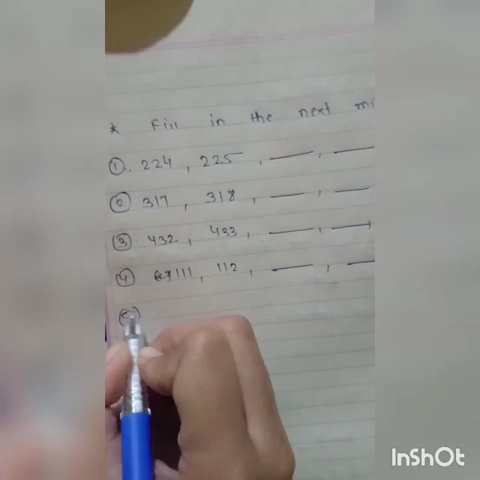 * Fill in the next
① . 224 , 225 , ___ , ___
② 317 , 318 , ___ , ___
③ 432 , 433 , ___ , ___
④ 111 , 112 , ___ , ___
InShOt